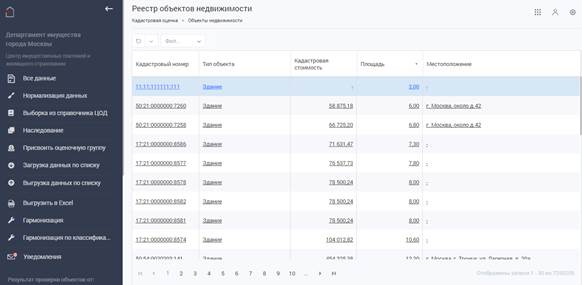 Департамент имущества
города Москвы
Центр имущественных платежей и
жилищного страхования
Все данные
Нормализация данных
Выборка из справочника ЦОД
Наследование
Присвоить оценочную группу
Загрузка данных по списку
Выгрузка данных по списку
Выгрузить в Excel
Гармонизация
Гармонизация по классифика...
Уведомления
Результат проверки объектов от:
Реестр объектов недвижимости
Кадастровая оценка • Объекты недвижимости
Фил...
Кадастровый номер Тип объекта Кадастровая стоимость Площадь Местоположение
11:11:111111:111 Здание - 3,00 -
50:21:0000000:7260 Здание 58 875,18 6,00 г. Москва, около д.42
50:21:0000000:7258 Здание 66 725,20 6,80 г. Москва, около д.42
17:21:0000000:8586 Здание 71 631,47 7,30 -
17:21:0000000:8577 Здание 76 537,73 7,80 -
17:21:0000000:8578 Здание 78 500,24 8,00 -
17:21:0000000:8582 Здание 78 500,24 8,00 -
17:21:0000000:8581 Здание 78 500,24 8,00 -
17:21:0000000:8574 Здание 104 012,82 10,60 -
Здание г. Москва, г. Троицк, ул.
1 2 3 4 5 6 7 8 9 10 ...
Отображены записи 1 - 30 из